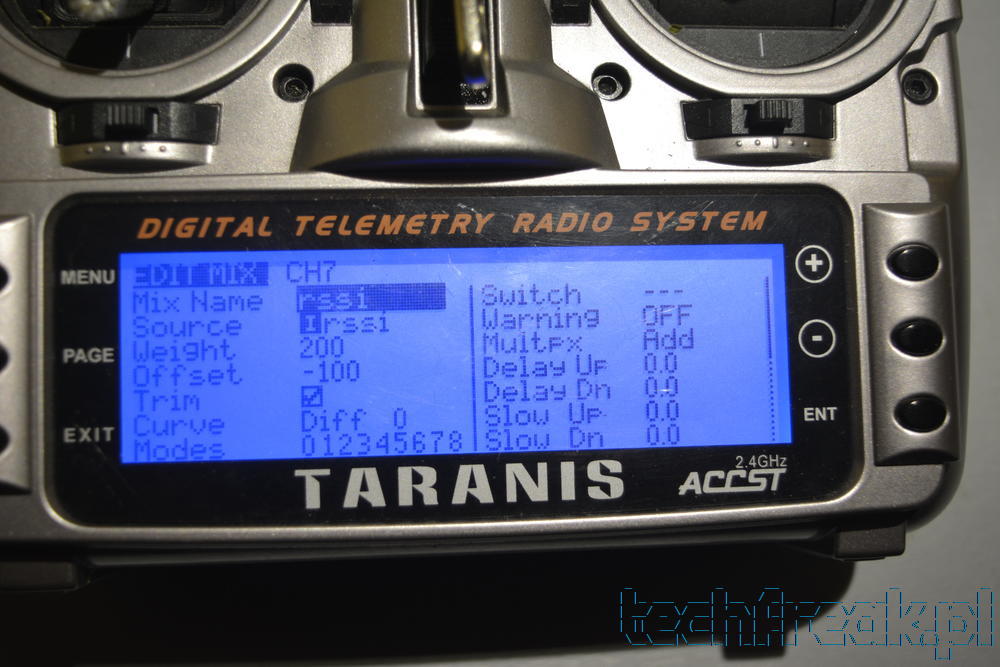 DIGITAL TELEMETRY RADIO SYSTEM
MENU
PAGE
EXIT
EDIT MIX CH7
Mix Name rssi
Source rssi
Weight 200
Offset -100
Trim
Curve Diff 0
Modes 012345678
Switch ---
Warning OFF
MultPX Add
Delay Up 0.0
Delay Dn 0.0
Slow Up 0.0
Slow Dn 0.0
+
-
ENT
TARANIS
2.4GHz
ACCST
techfreak.pl